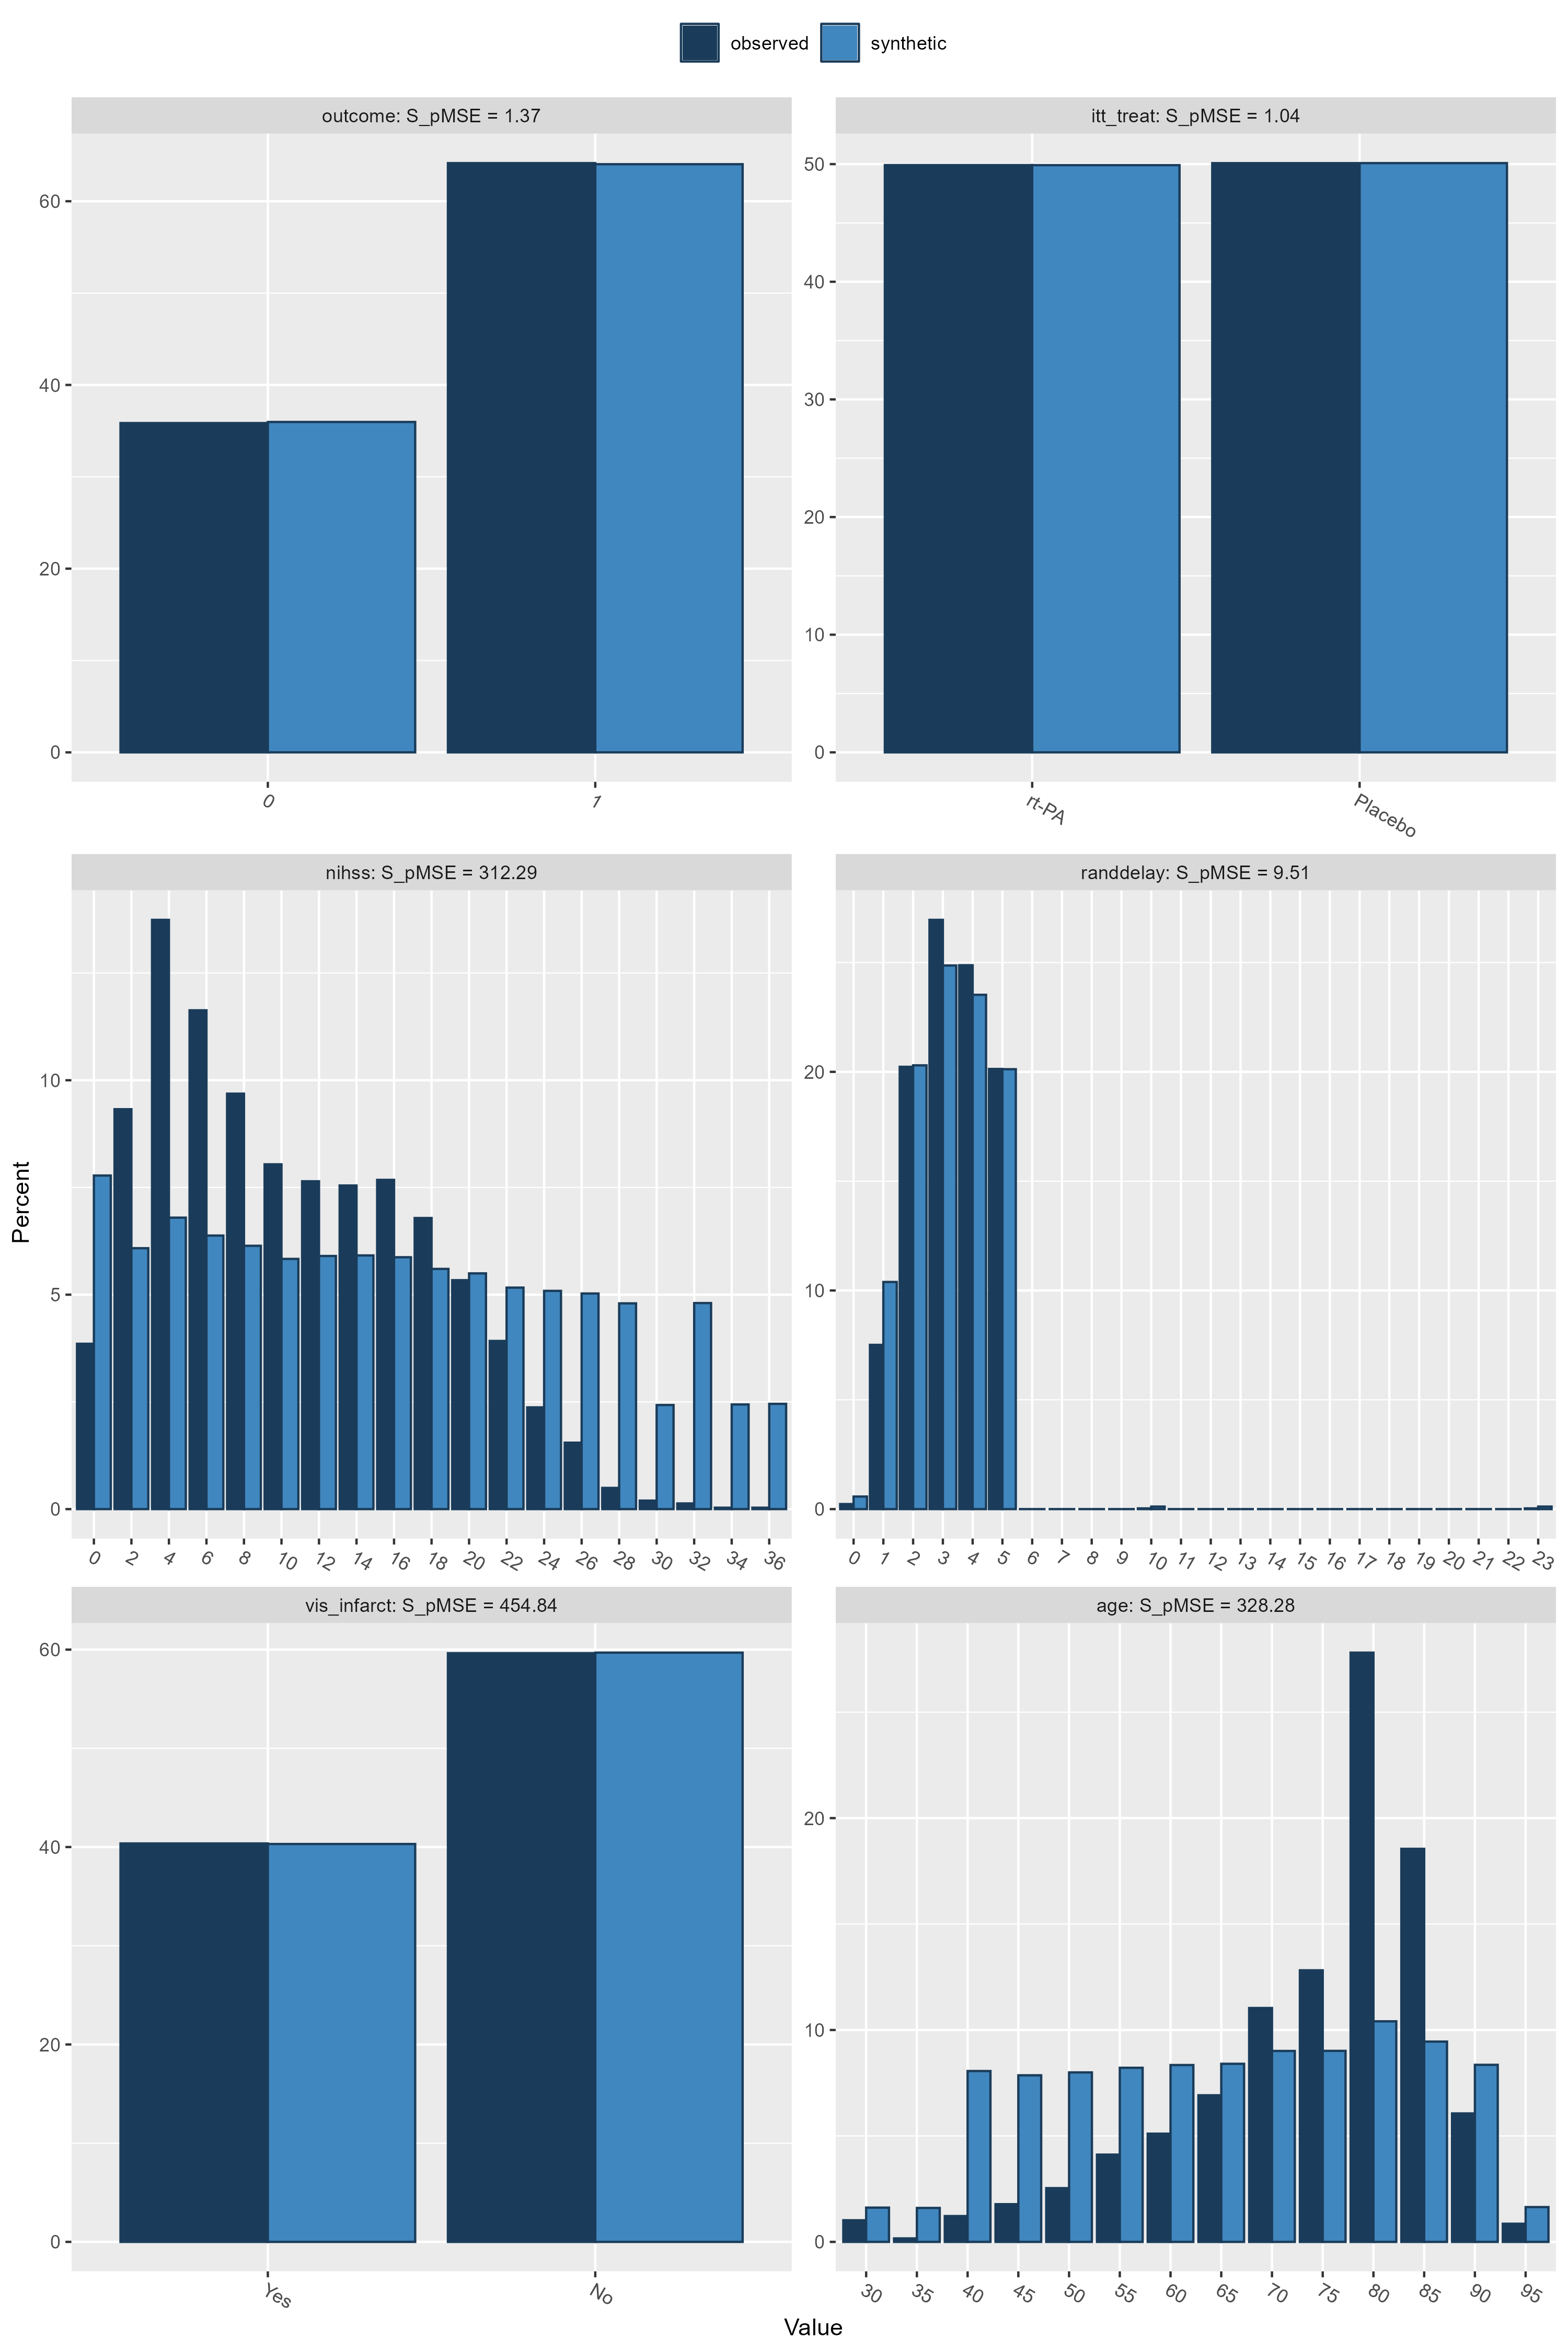 observed synthetic
outcome: S_pMSE = 1.37
60
40
20
0
0 1
itt_treat: S_pMSE = 1.04
50
40
30
20
10
0
rt-PA Placebo
Percent
nihss: S_pMSE = 312.29
10
5
0
0 2 4 6 8 10 12 14 16 18 20 22 24 26 28 30 32 34 36
randdelay: S_pMSE = 9.51
20
10
0
0 1 2 3 4 5 6 7 8 9 10 11 12 13 14 15 16 17 18 19 20 21 22 23
vis_infarct: S_pMSE = 454.84
60
40
20
0
Yes No
age: S_pMSE = 328.28
20
10
0
30 35 40 45 50 55 60 65 70 75 80 85 90 95
Value